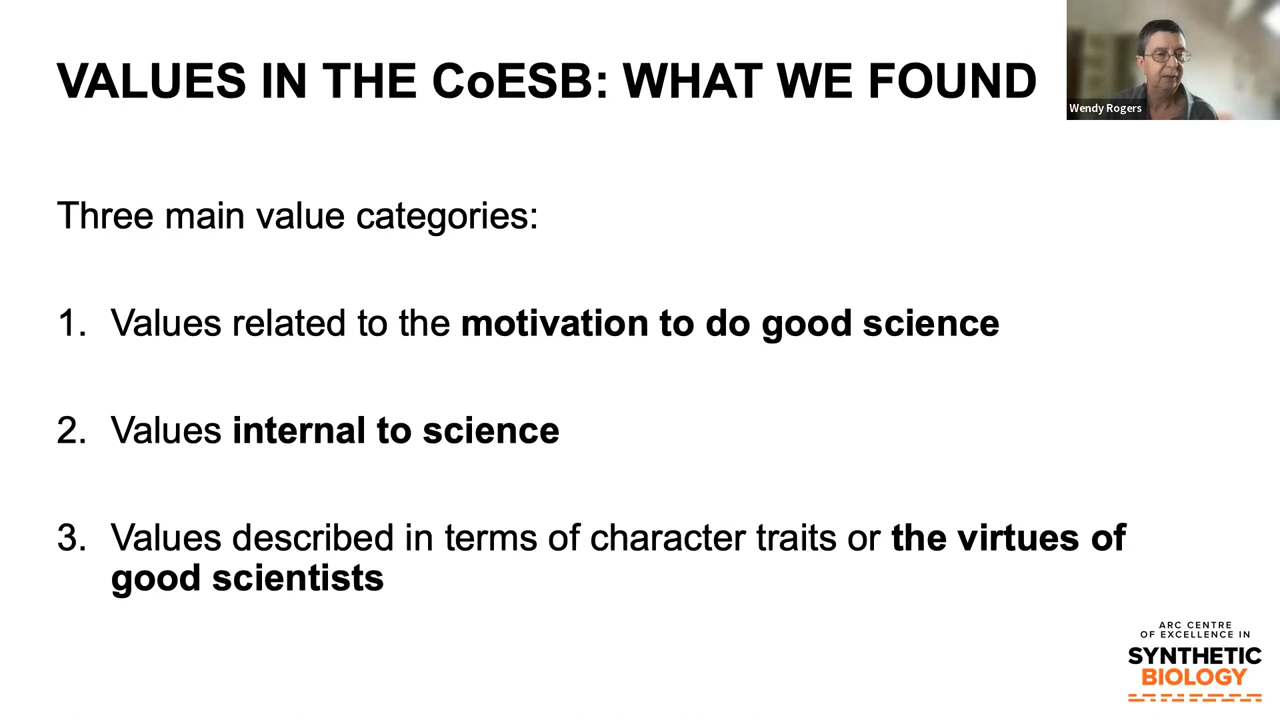 VALUES IN THE CoESB: WHAT WE FOUND
Wendy Rogers
Three main value categories:
1. Values related to the motivation to do good science
2. Values internal to science
3. Values described in terms of character traits or the virtues of
good scientists
ARC CENTRE
OF EXCELLENCE IN
SYNTHETIC
BIOLOGY